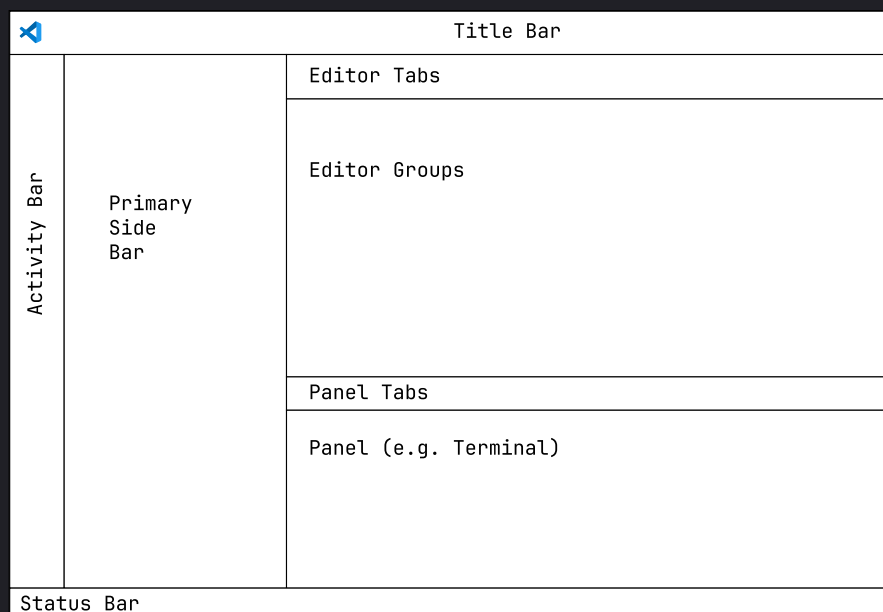 Title Bar
Activity Bar
Primary
Side
Bar
Editor Tabs
Editor Groups
Panel Tabs
Panel (e.g. Terminal)
Status Bar